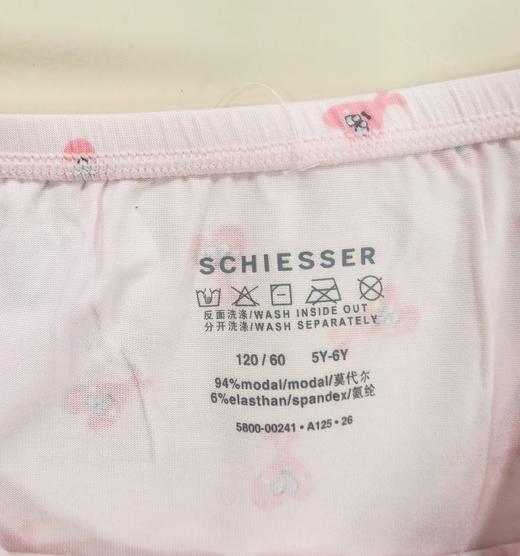 SCHIESSER
反面洗涤/WASH INSIDE OUT
分开洗涤/WASH SEPARATELY
120 / 60 5Y-6Y
94%modal/modal/莫代尔
6%elasthan/spandex/氨纶
5800-00241 • A125 • 26